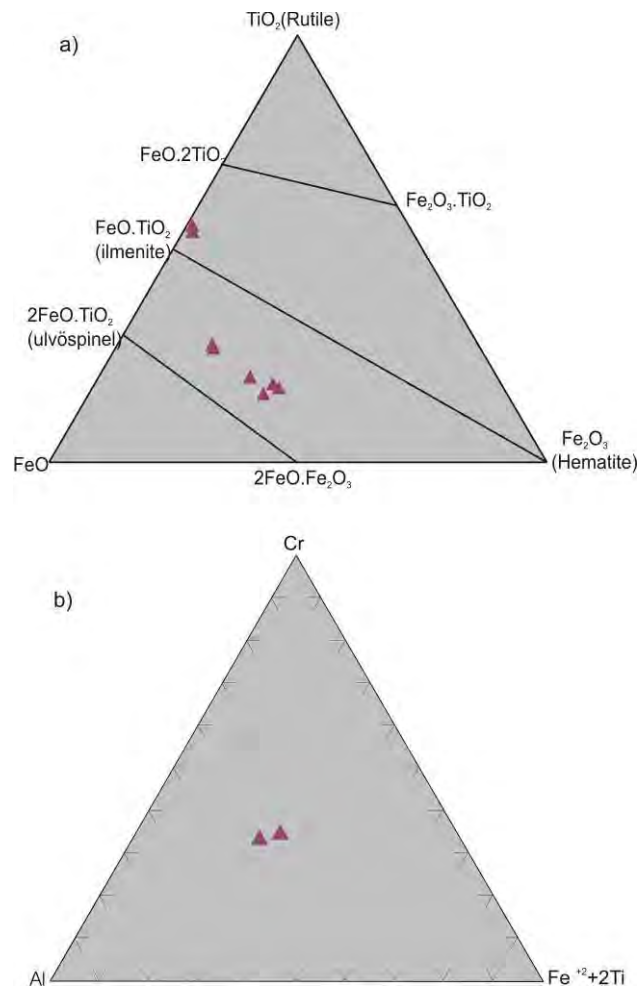 TiO₂(Rutile)
a)
FeO.2TiO₂
Fe₂O₃.TiO₂
FeO.TiO₂
(ilmenite)
2FeO.TiO₂
(ulvöspinel)
FeO
2FeO.Fe₂O₃
Fe₂O₃
(Hematite)
Cr
b)
Al
Fe⁺²+2Ti